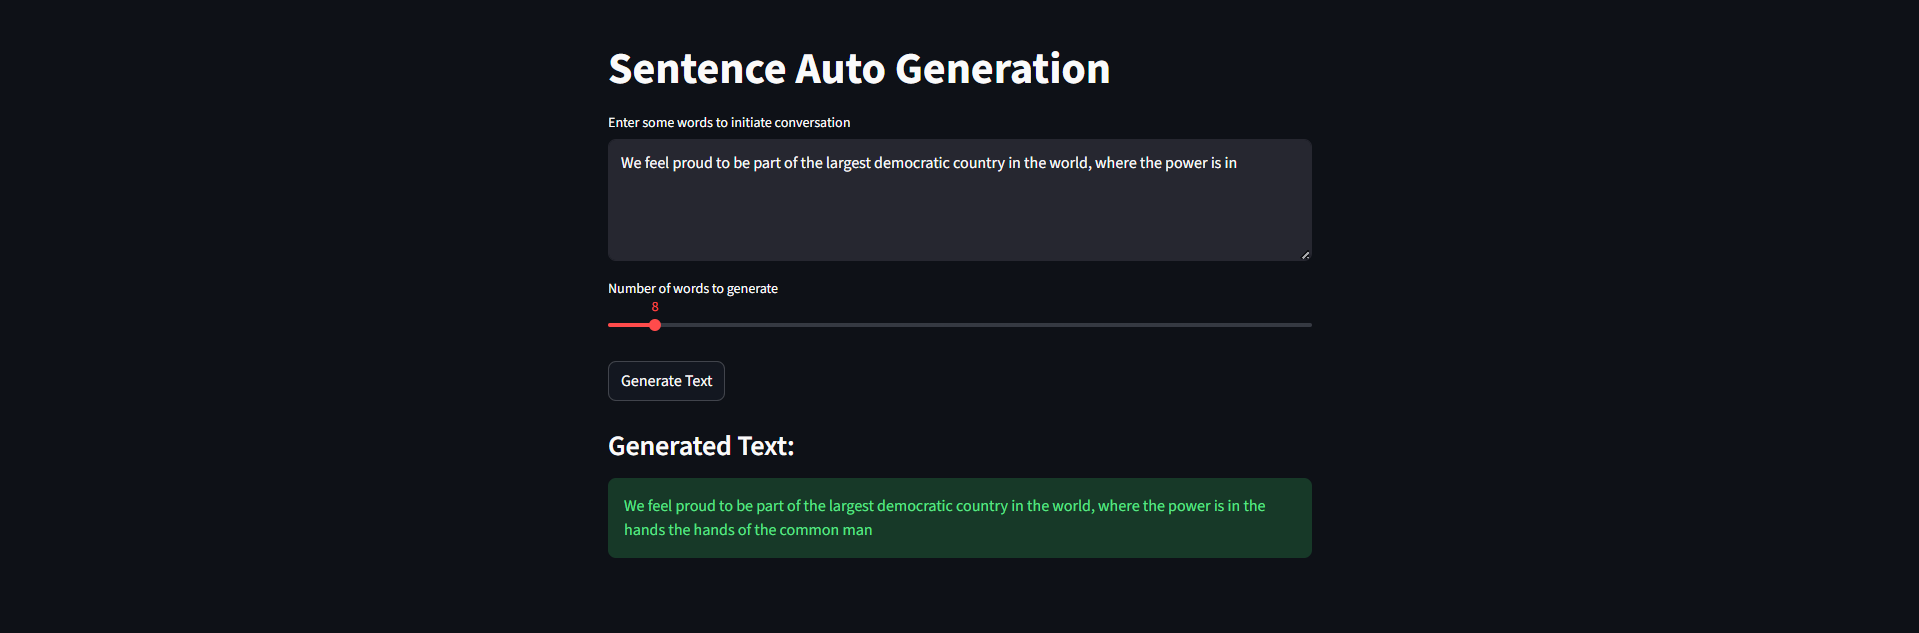 Sentence Auto Generation
Enter some words to initiate conversation
We feel proud to be part of the largest democratic country in the world, where the power is in
Number of words to generate
8
Generate Text
Generated Text:
We feel proud to be part of the largest democratic country in the world, where the power is in the
hands the hands of the common man